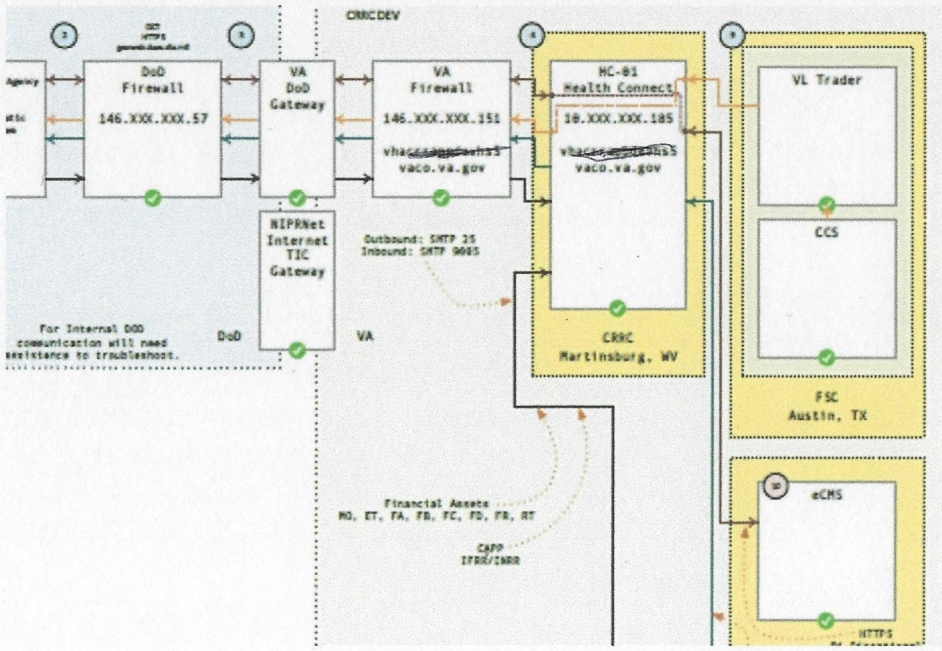 CRRCDEV
HTTPS
Agency
DoD
Firewall
146.XXX.XXX.57
VA
DoD
Gateway
VA
Firewall
146.XXX.XXX.151
vaco.va.gov
HC-01
Health Connect
10.XXX.XXX.185
vaco.va.gov
VL Trader
CCS
NIPRNet
Internet
TIC
Gateway
Outbound: SMTP 25
Inbound: SMTP 9005
For Internal DOD
communication will need
assistance to troubleshoot.
DoD
VA
CRRC
Martinsburg, WV
FSC
Austin, TX
Financial Assets
MO, ET, FA, FB, FC, FD, FR, RT
CAPP
IFRR/INRR
eCMS
HTTPS